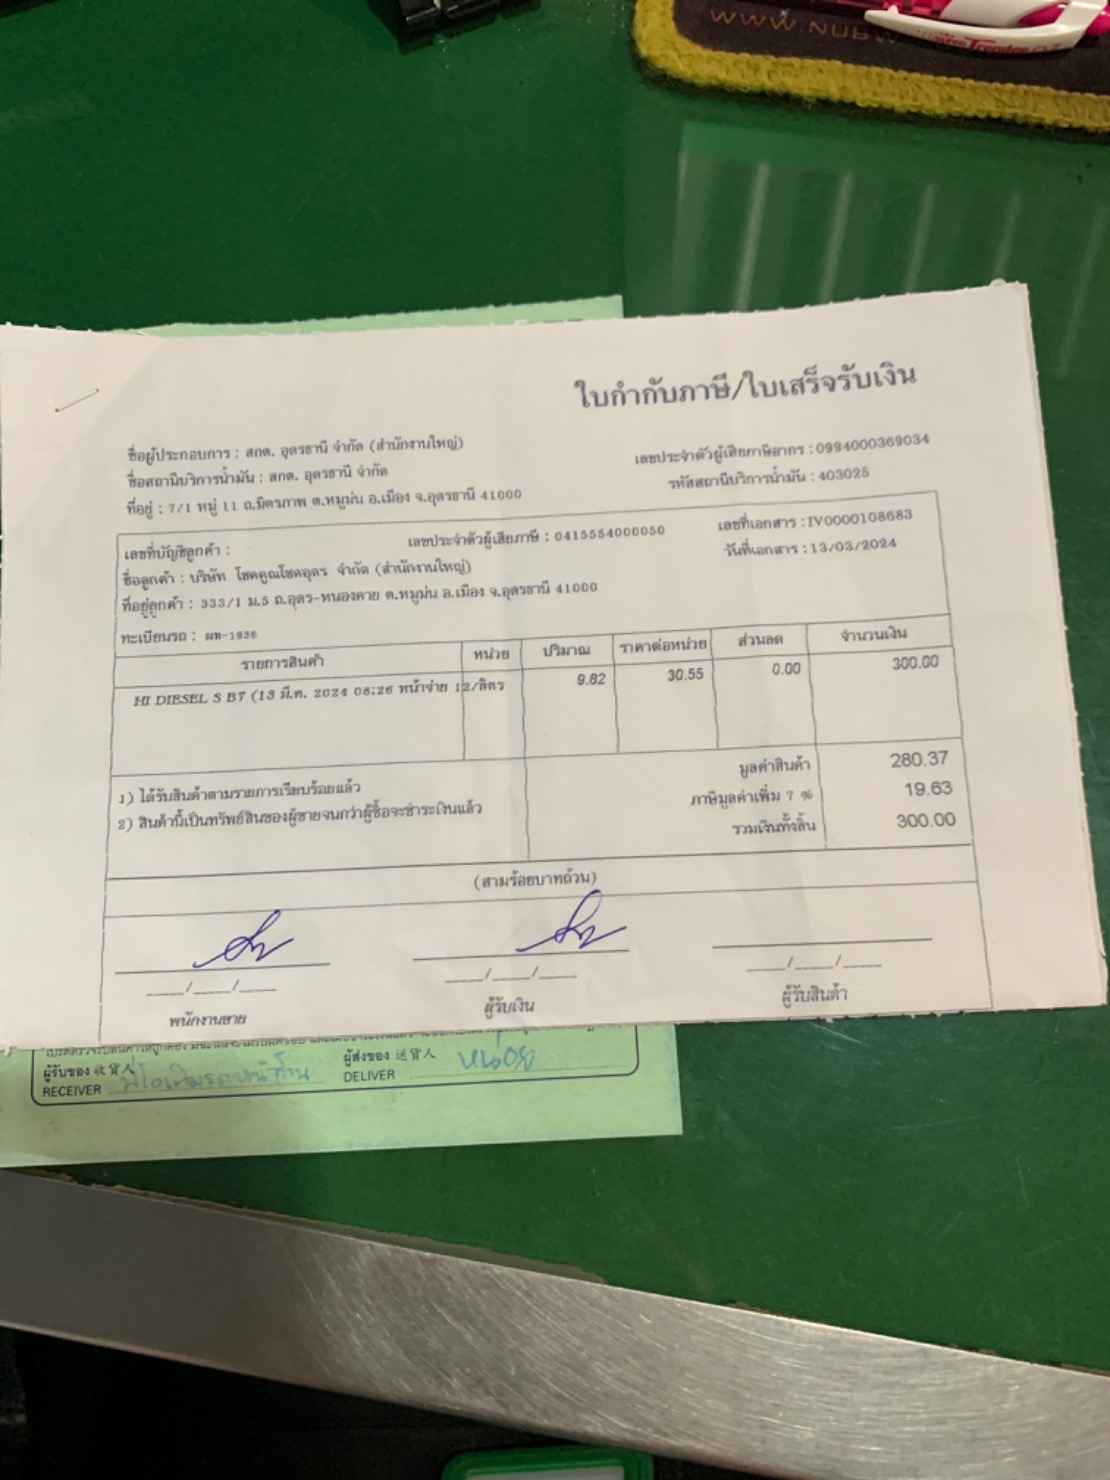 WWW.NUBW
ใบกำกับภาษี/ใบเสร็จรับเงิน
ชื่อผู้ประกอบการ : สกต. อุดรธานี จำกัด (สำนักงานใหญ่)
เลขประจำตัวผู้เสียภาษีอากร : 0994000369034
ชื่อสถานีบริการน้ำมัน : สกต. อุดรธานี จำกัด
รหัสสถานีบริการน้ำมัน : 403025
ที่อยู่ : 7/1 หมู่ 11 ถ.มิตรภาพ ต.หมูม่น อ.เมือง จ.อุดรธานี 41000
เลขที่บัญชีลูกค้า : เลขประจำตัวผู้เสียภาษี : 0415554000050 เลขที่เอกสาร : IV0000108683
ชื่อลูกค้า : บริษัท โชคคูณโชคอุดร จำกัด (สำนักงานใหญ่) วันที่เอกสาร : 13/03/2024
ที่อยู่ลูกค้า : 333/1 ม.5 ถ.อุดร-หนองคาย ต.หมูม่น อ.เมือง จ.อุดรธานี 41000
ทะเบียนรถ : ผท-1936
รายการสินค้า หน่วย ปริมาณ ราคาต่อหน่วย ส่วนลด จำนวนเงิน
HI DIESEL S B7 (13 มี.ค. 2024 08:26 หน้าจ่าย 12/ลิตร 9.82 30.55 0.00 300.00
มูลค่าสินค้า 280.37
1) ได้รับสินค้าตามรายการเรียบร้อยแล้ว
ภาษีมูลค่าเพิ่ม 7 % 19.63
2) สินค้านี้เป็นทรัพย์สินของผู้ขายจนกว่าผู้ซื้อจะชำระเงินแล้ว
รวมเงินทั้งสิ้น 300.00
(สามร้อยบาทถ้วน)
___/___/___ ___/___/___ ___/___/___
พนักงานขาย ผู้รับเงิน ผู้รับสินค้า
ผู้รับของ 收貨人 ผู้ส่งของ 送貨人 หน่อย
RECEIVER DELIVER